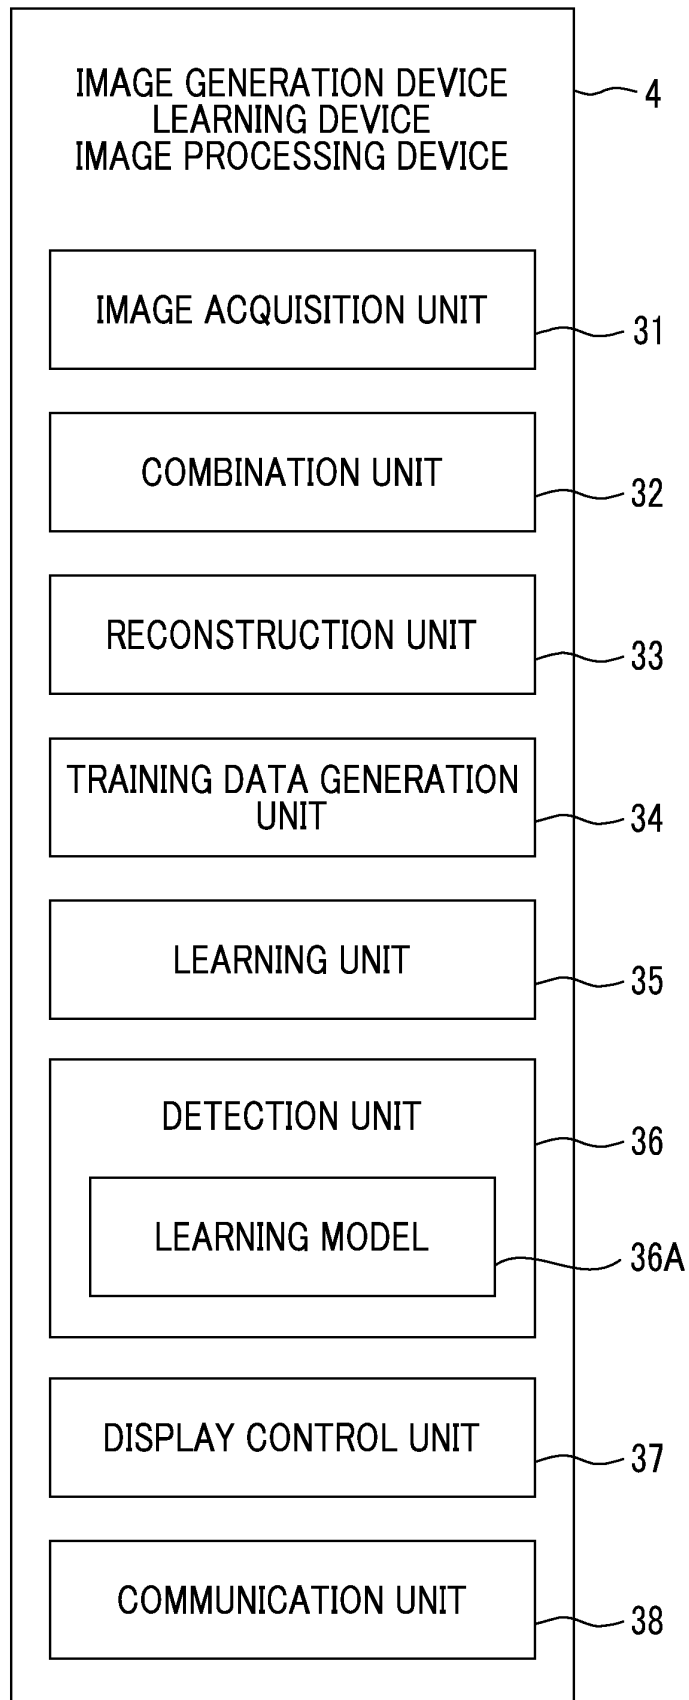 IMAGE GENERATION DEVICE
LEARNING DEVICE
IMAGE PROCESSING DEVICE
4
IMAGE ACQUISITION UNIT
31
COMBINATION UNIT
32
RECONSTRUCTION UNIT
33
TRAINING DATA GENERATION
UNIT
34
LEARNING UNIT
35
DETECTION UNIT
36
LEARNING MODEL
36A
DISPLAY CONTROL UNIT
37
COMMUNICATION UNIT
38